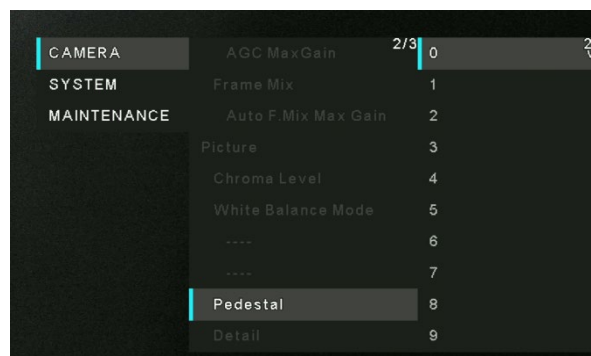 CAMERA
SYSTEM
MAINTENANCE
2/3
AGC MaxGain
Frame Mix
Auto F.Mix Max Gain
Picture
Chroma Level
White Balance Mode
----
----
Pedestal
Detail
0
1
2
3
4
5
6
7
8
9